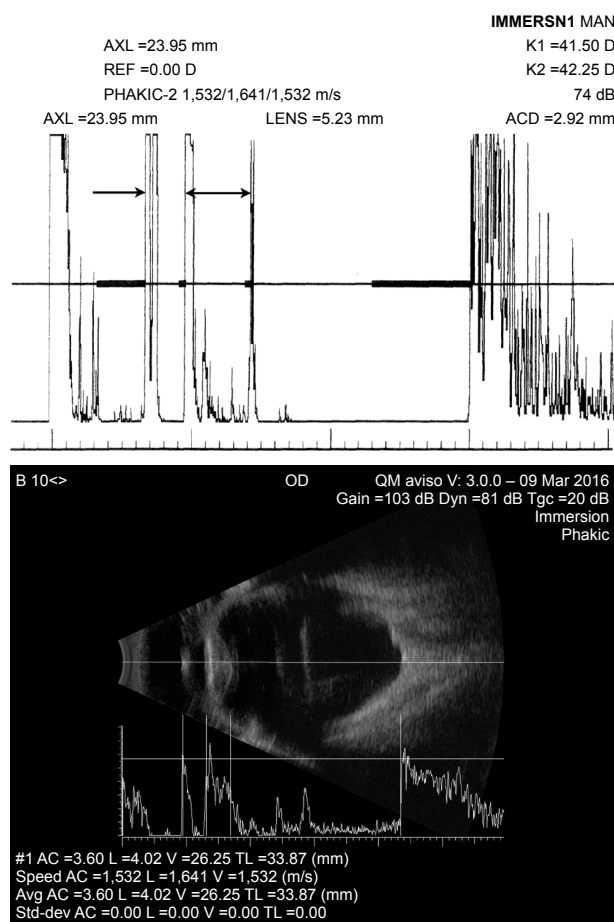 IMMERSN1 MAN
AXL =23.95 mm K1 =41.50 D
REF =0.00 D K2 =42.25 D
PHAKIC-2 1,532/1,641/1,532 m/s 74 dB
AXL =23.95 mm LENS =5.23 mm ACD =2.92 mm
B 10<> OD QM aviso V: 3.0.0 – 09 Mar 2016
Gain =103 dB Dyn =81 dB Tgc =20 dB
Immersion
Phakic
#1 AC =3.60 L =4.02 V =26.25 TL =33.87 (mm)
Speed AC =1,532 L =1,641 V =1,532 (m/s)
Avg AC =3.60 L =4.02 V =26.25 TL =33.87 (mm)
Std-dev AC =0.00 L =0.00 V =0.00 TL =0.00